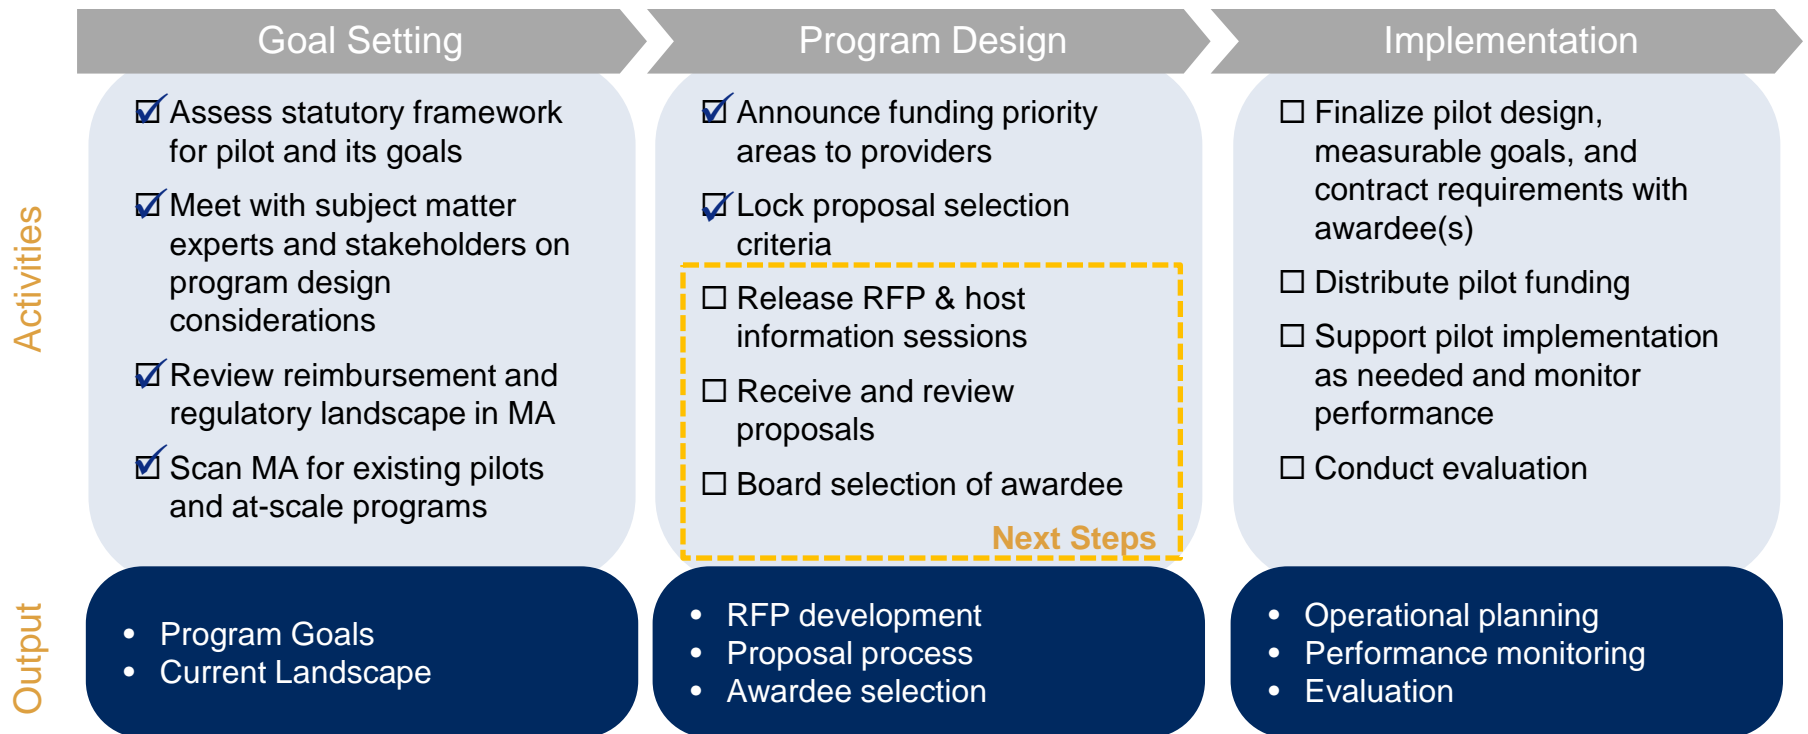 Goal Setting
Program Design
Implementation
Activities
Assess statutory framework
for pilot and its goals
Meet with subject matter
experts and stakeholders on
program design
considerations
Review reimbursement and
regulatory landscape in MA
Scan MA for existing pilots
and at-scale programs
Announce funding priority
areas to providers
Lock proposal selection
criteria
Release RFP & host
information sessions
Receive and review
proposals
Board selection of awardee
Next Steps
Finalize pilot design,
measurable goals, and
contract requirements with
awardee(s)
Distribute pilot funding
Support pilot implementation
as needed and monitor
performance
Conduct evaluation
Output
• Program Goals
• Current Landscape
• RFP development
• Proposal process
• Awardee selection
• Operational planning
• Performance monitoring
• Evaluation